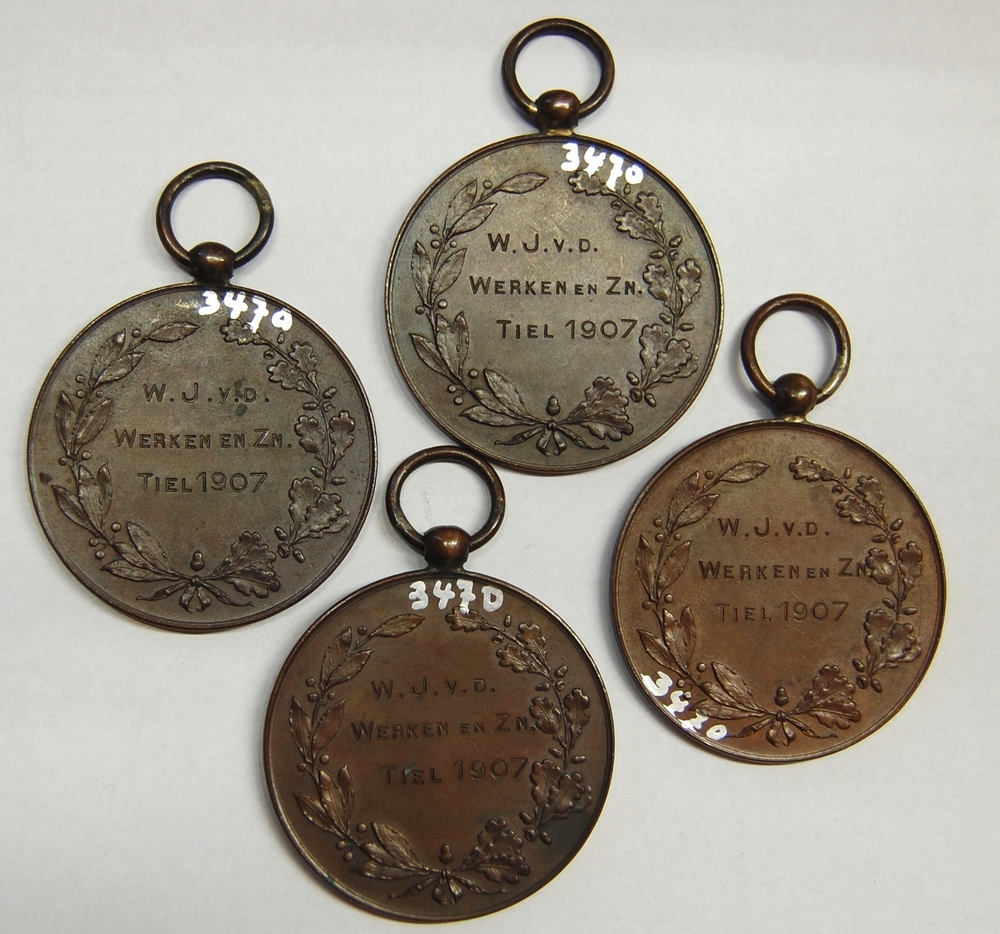 3470
W. J. v. D.
WERKEN EN ZN.
TIEL 1907
3470
W. J. v. D.
WERKEN EN ZN.
TIEL 1907
3470
W. J. v. D.
WERKEN EN ZN.
TIEL 1907
W. J. v. D.
WERKEN EN ZN
TIEL 1907
3470